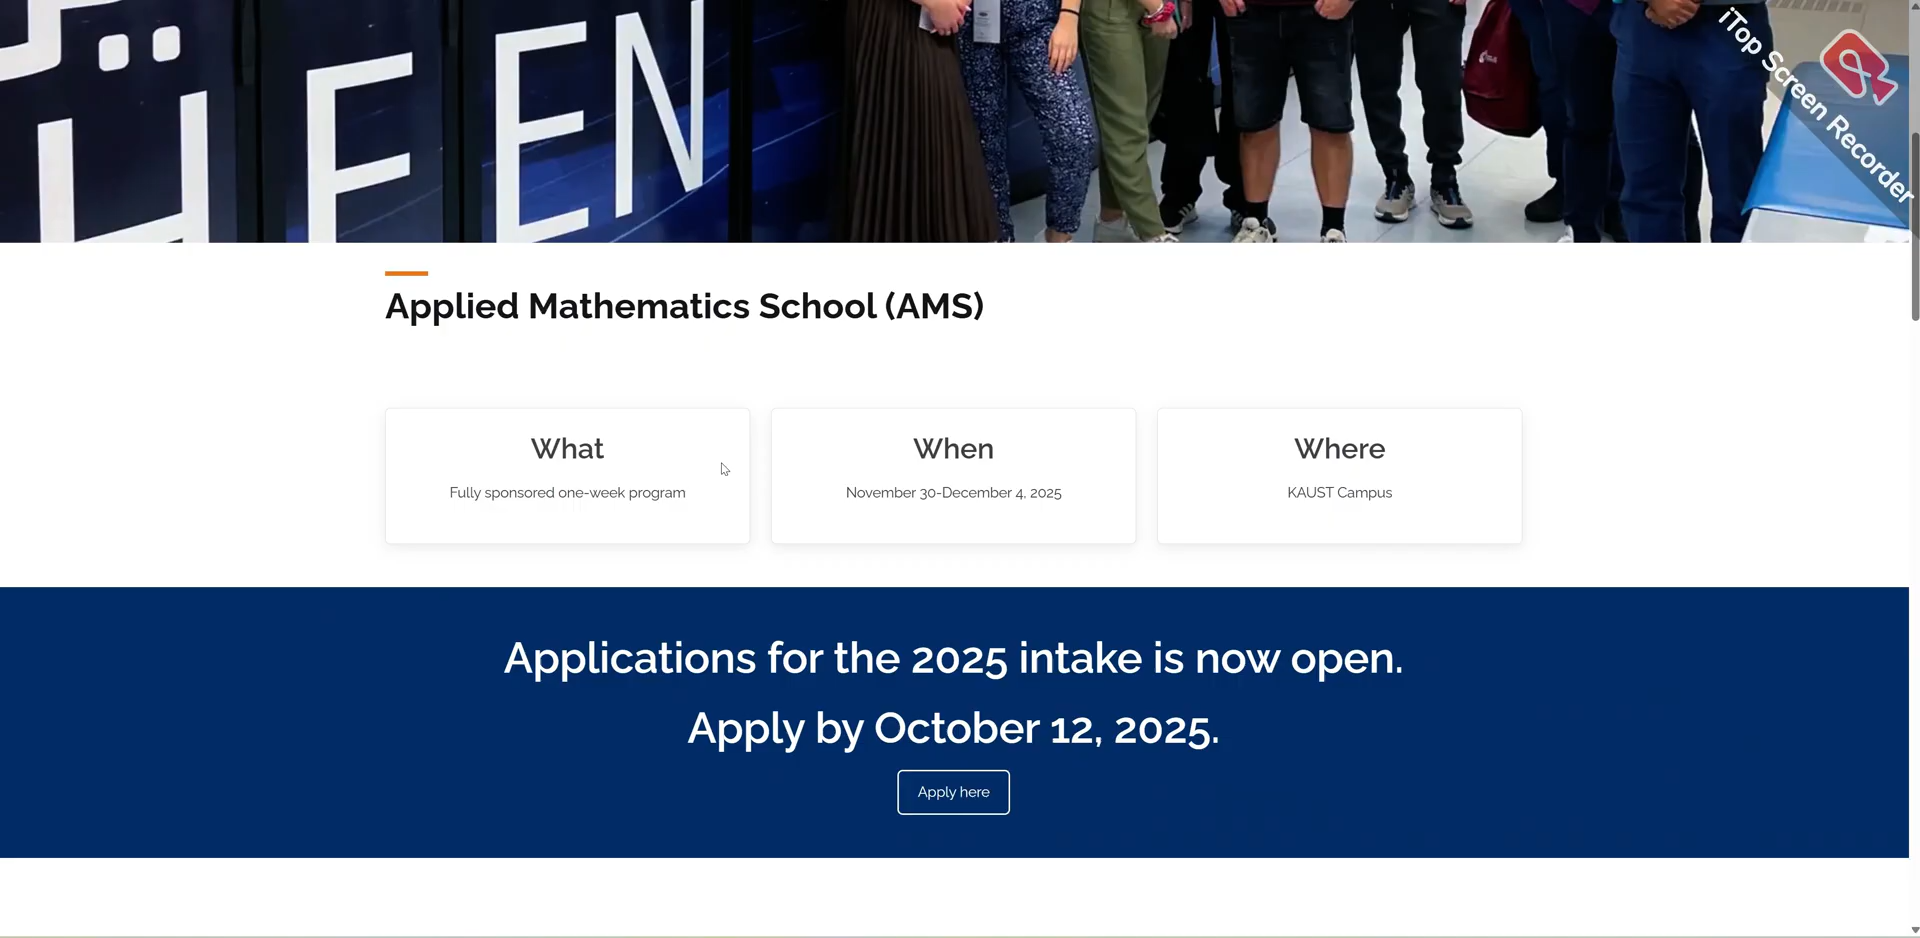 SHAHEEN
iTop Screen Recorder
Applied Mathematics School (AMS)
What
Fully sponsored one-week program
When
November 30-December 4, 2025
Where
KAUST Campus
Applications for the 2025 intake is now open.
Apply by October 12, 2025.
Apply here